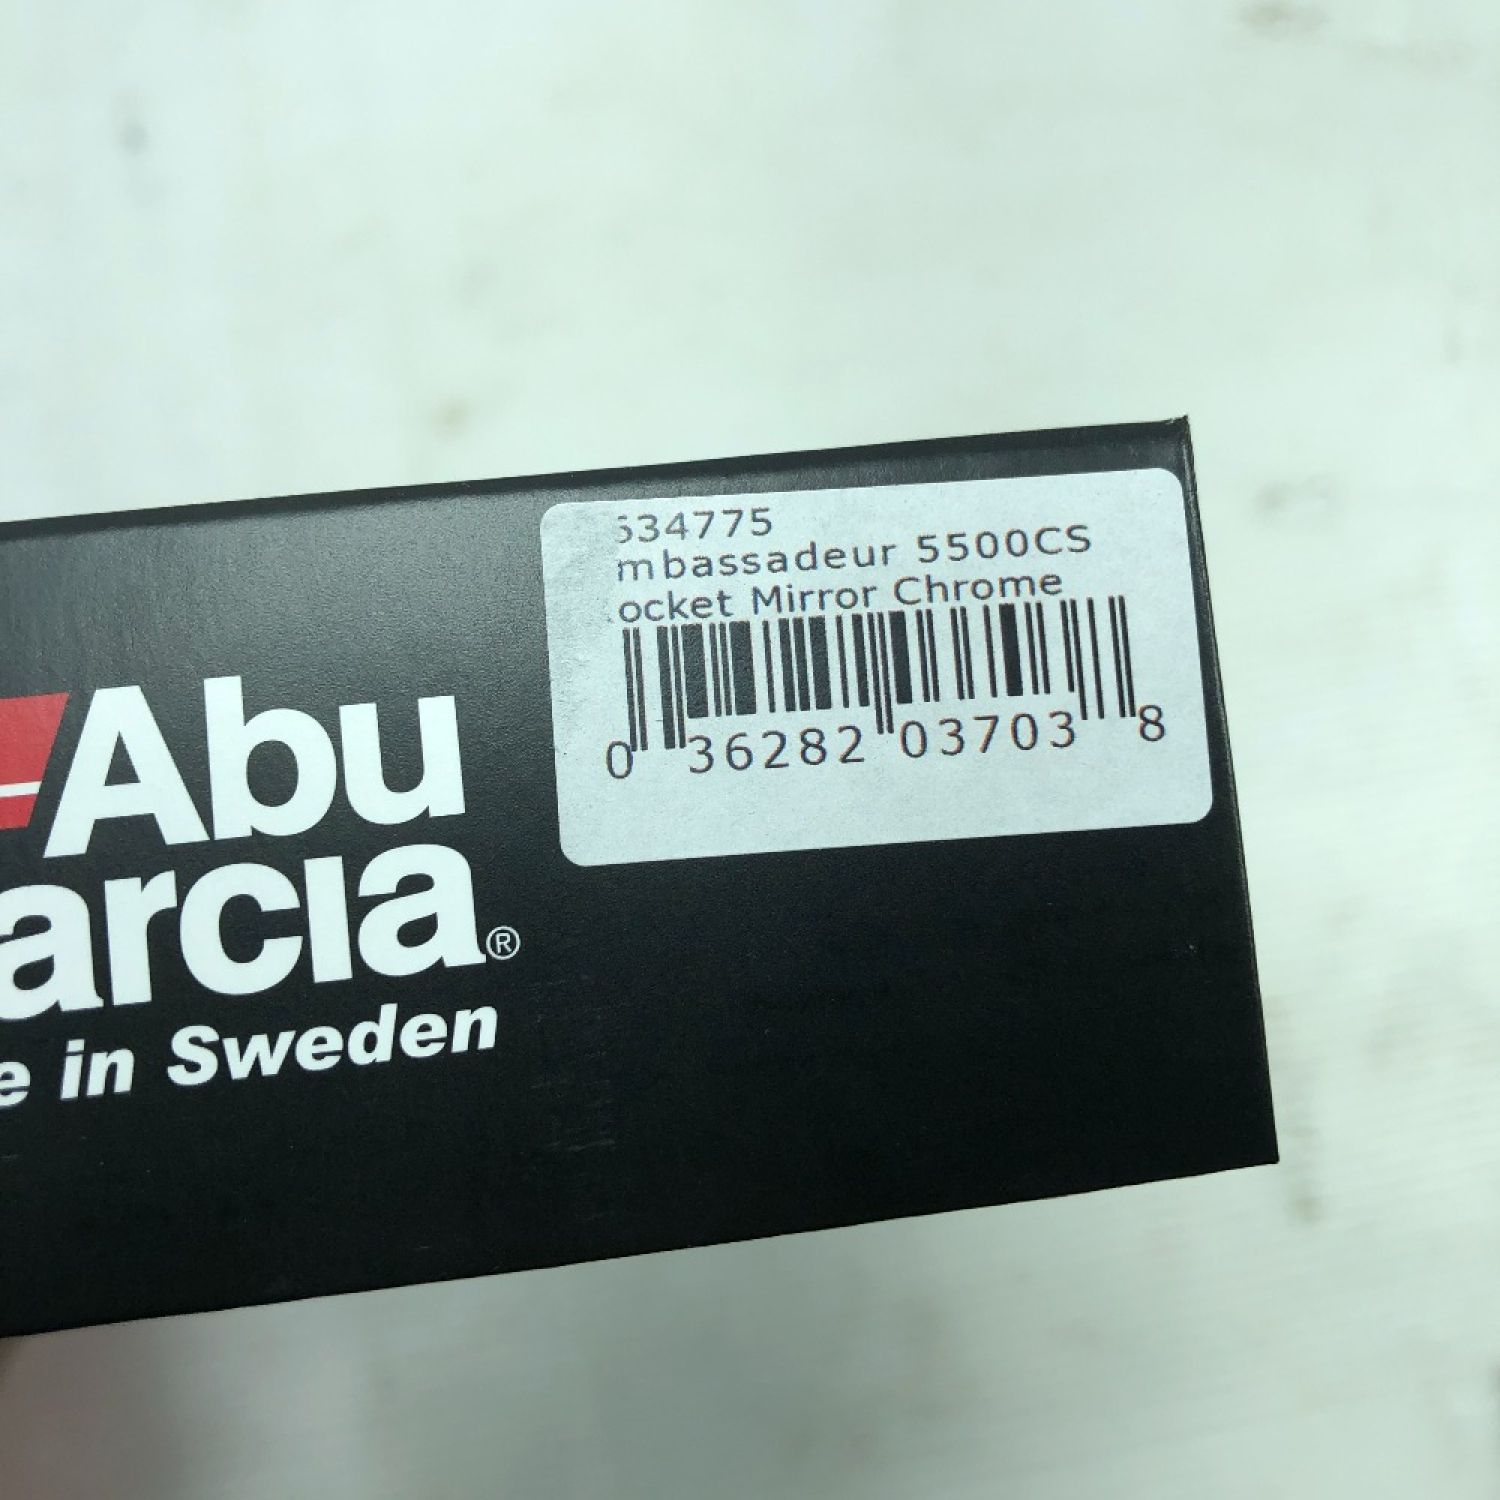 534775
mbassadeur 5500CS
ocket Mirror Chrome
0 36282 03703 8
Abu
arcia®
e in Sweden